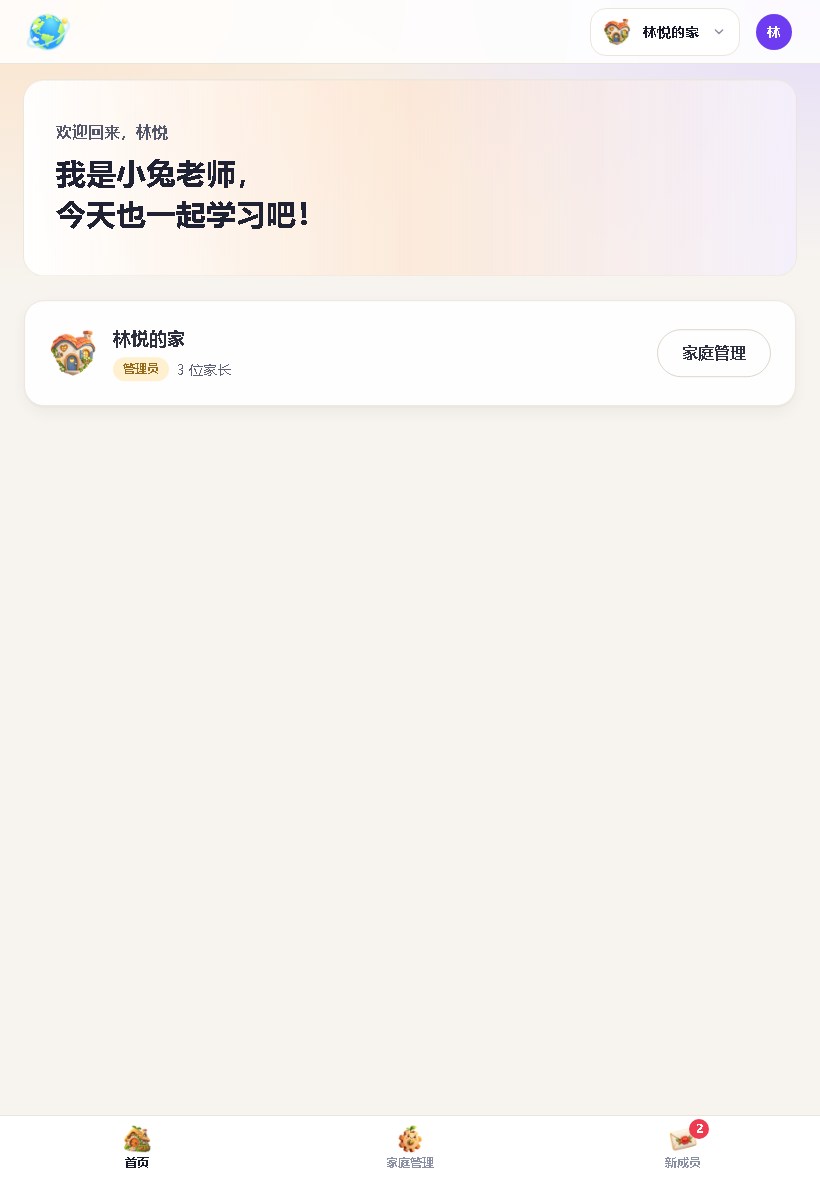 林悦的家
林
欢迎回来，林悦
我是小兔老师，
今天也一起学习吧！
林悦的家
管理员 3 位家长
家庭管理
首页
家庭管理
2
新成员